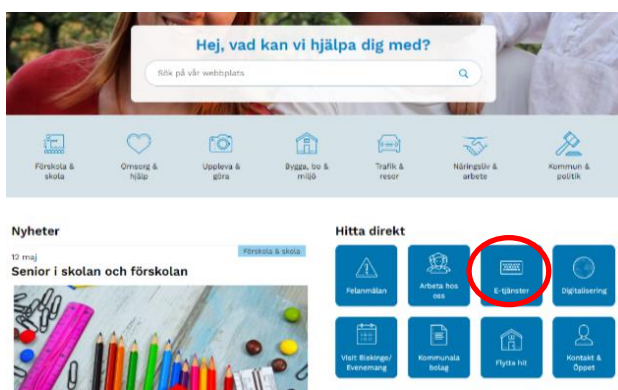 Hej, vad kan vi hjälpa dig med?
Sök på vår webbplats
Förskola &
skola
Omsorg &
hjälp
Uppleva &
göra
Bygga, bo &
miljö
Trafik &
resor
Näringsliv &
arbete
Kommun &
politik
Nyheter
12 maj
Förskola & skola
Senior i skolan och förskolan
Hitta direkt
Felanmälan
Arbeta hos
oss
E-tjänster
Digitalisering
Visit Blekinge/
Evenemang
Kommunala
bolag
Flytta hit
Kontakt &
Öppet